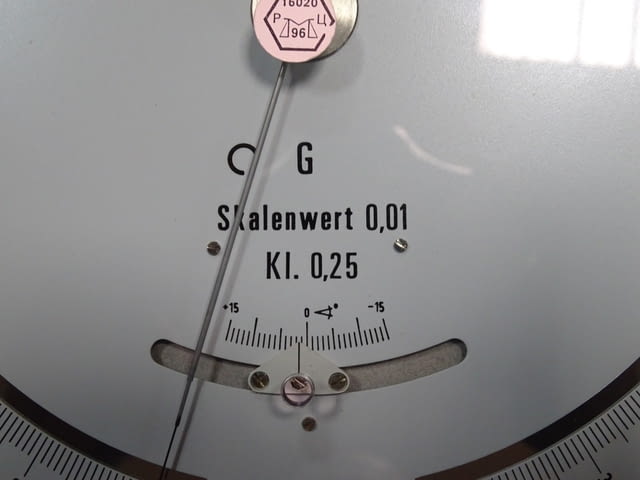 16020
Р Ц
96
G
Skalenwert 0,01
Kl. 0,25
+15 0 ∢° -15